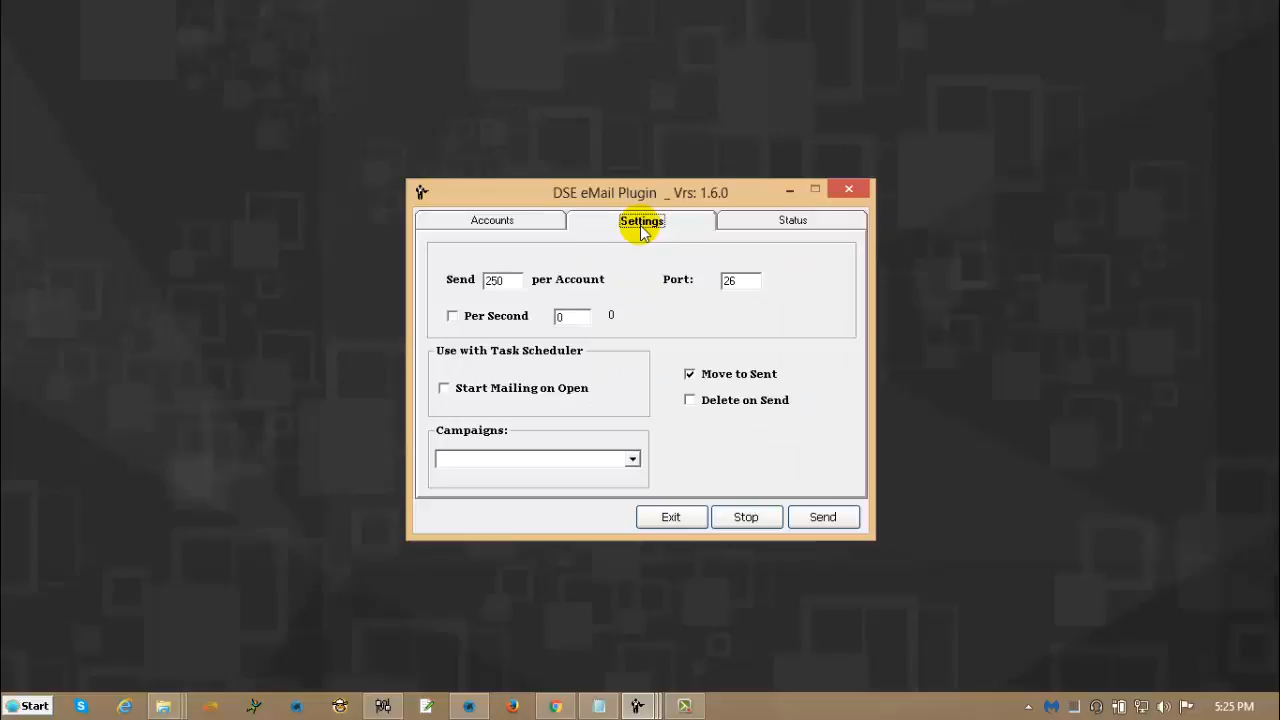 DSE eMail Plugin _ Vrs: 1.6.0
Accounts Settings Status
Send 250 per Account Port: 26
Per Second 0 0
Use with Task Scheduler
Start Mailing on Open
Move to Sent
Delete on Send
Campaigns:
Exit Stop Send
Start 5:25 PM